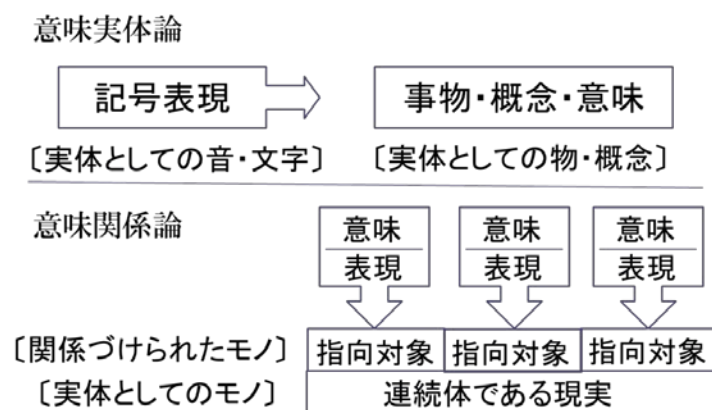 意味実体論
記号表現 事物・概念・意味
〔実体としての音・文字〕 〔実体としての物・概念〕
意味関係論
意味 意味 意味
表現 表現 表現
〔関係づけられたモノ〕 指向対象 指向対象 指向対象
〔実体としてのモノ〕 連続体である現実